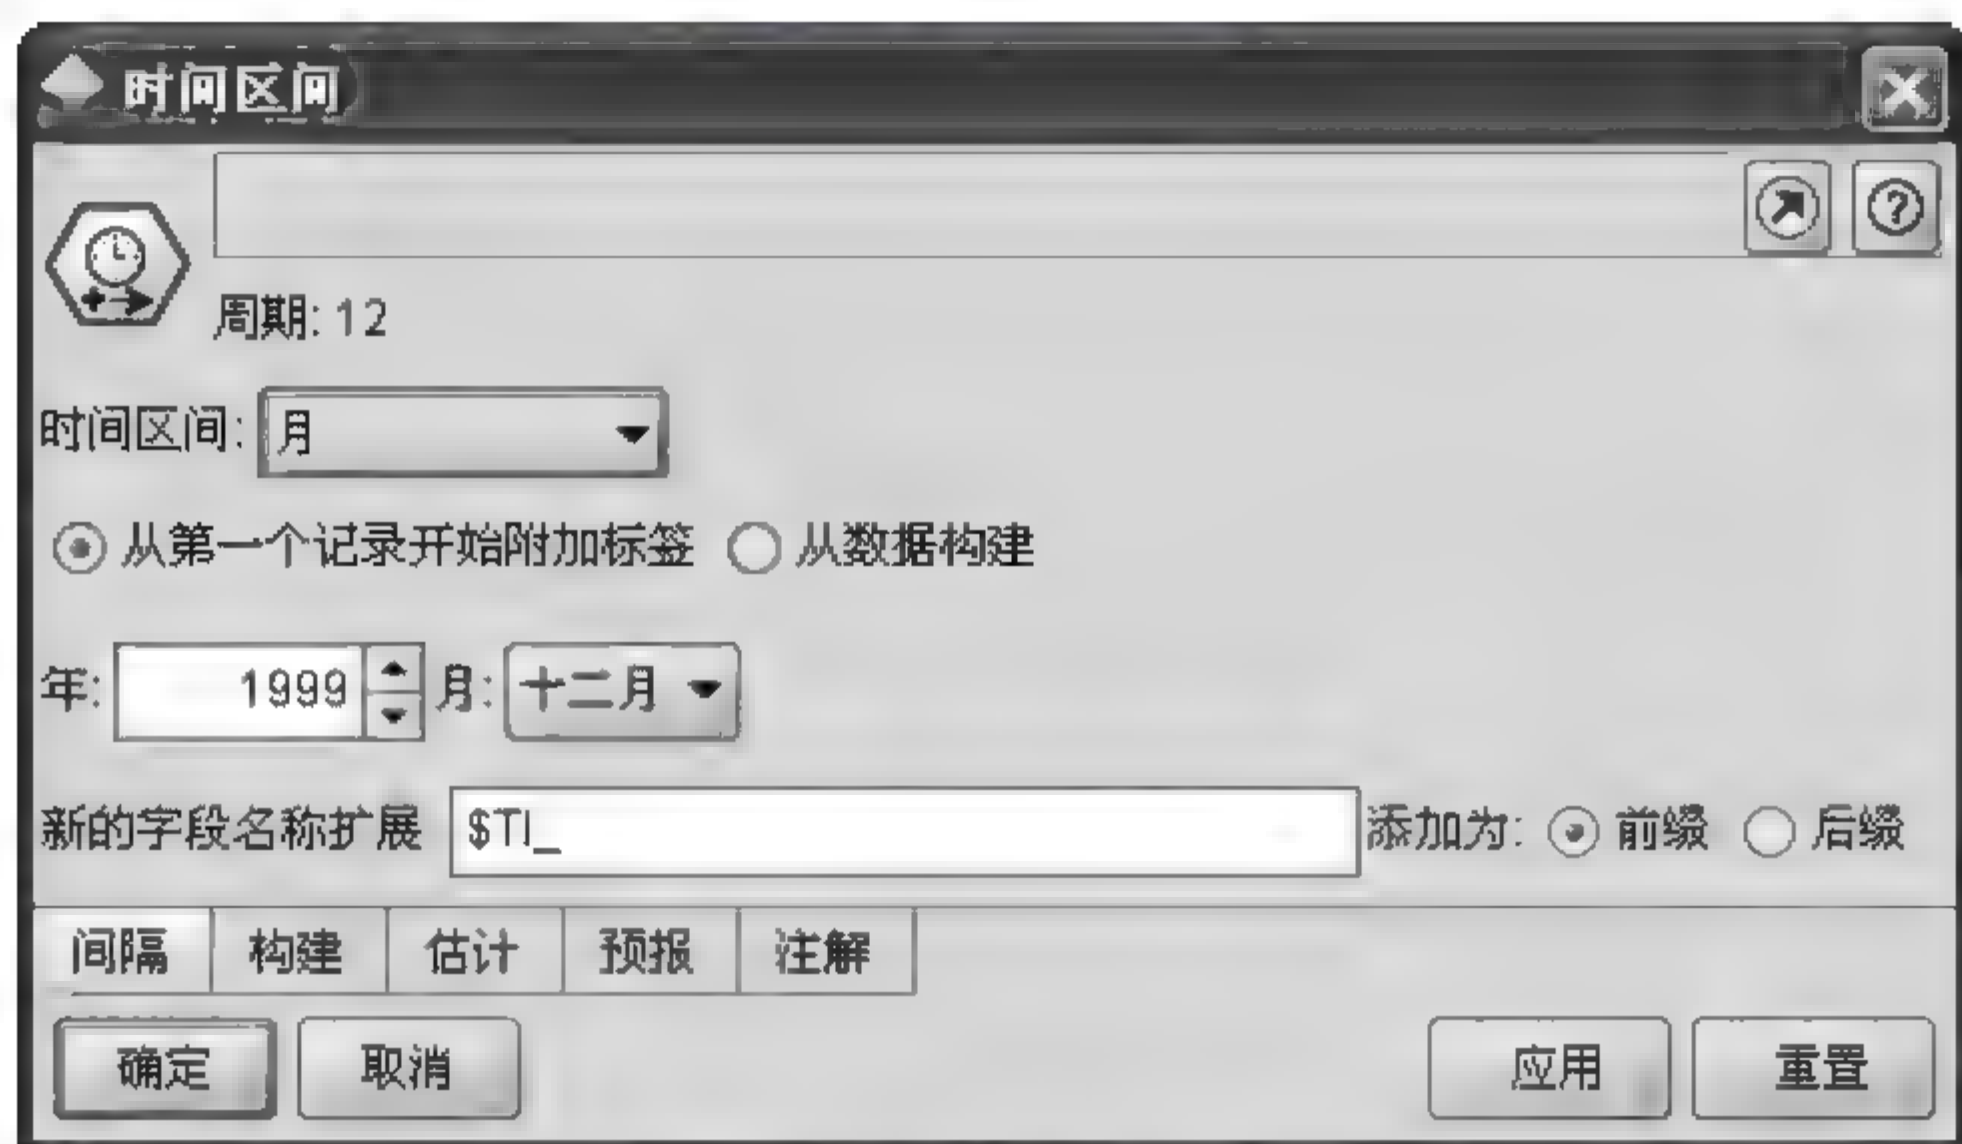 时间区间
周期: 12
时间区间: 月
从第一个记录开始附加标签 从数据构建
年: 1999 月: 十二月
新的字段名称扩展 $TI_ 添加为: 前缀 后缀
间隔 构建 估计 预报 注解
确定 取消 应用 重置